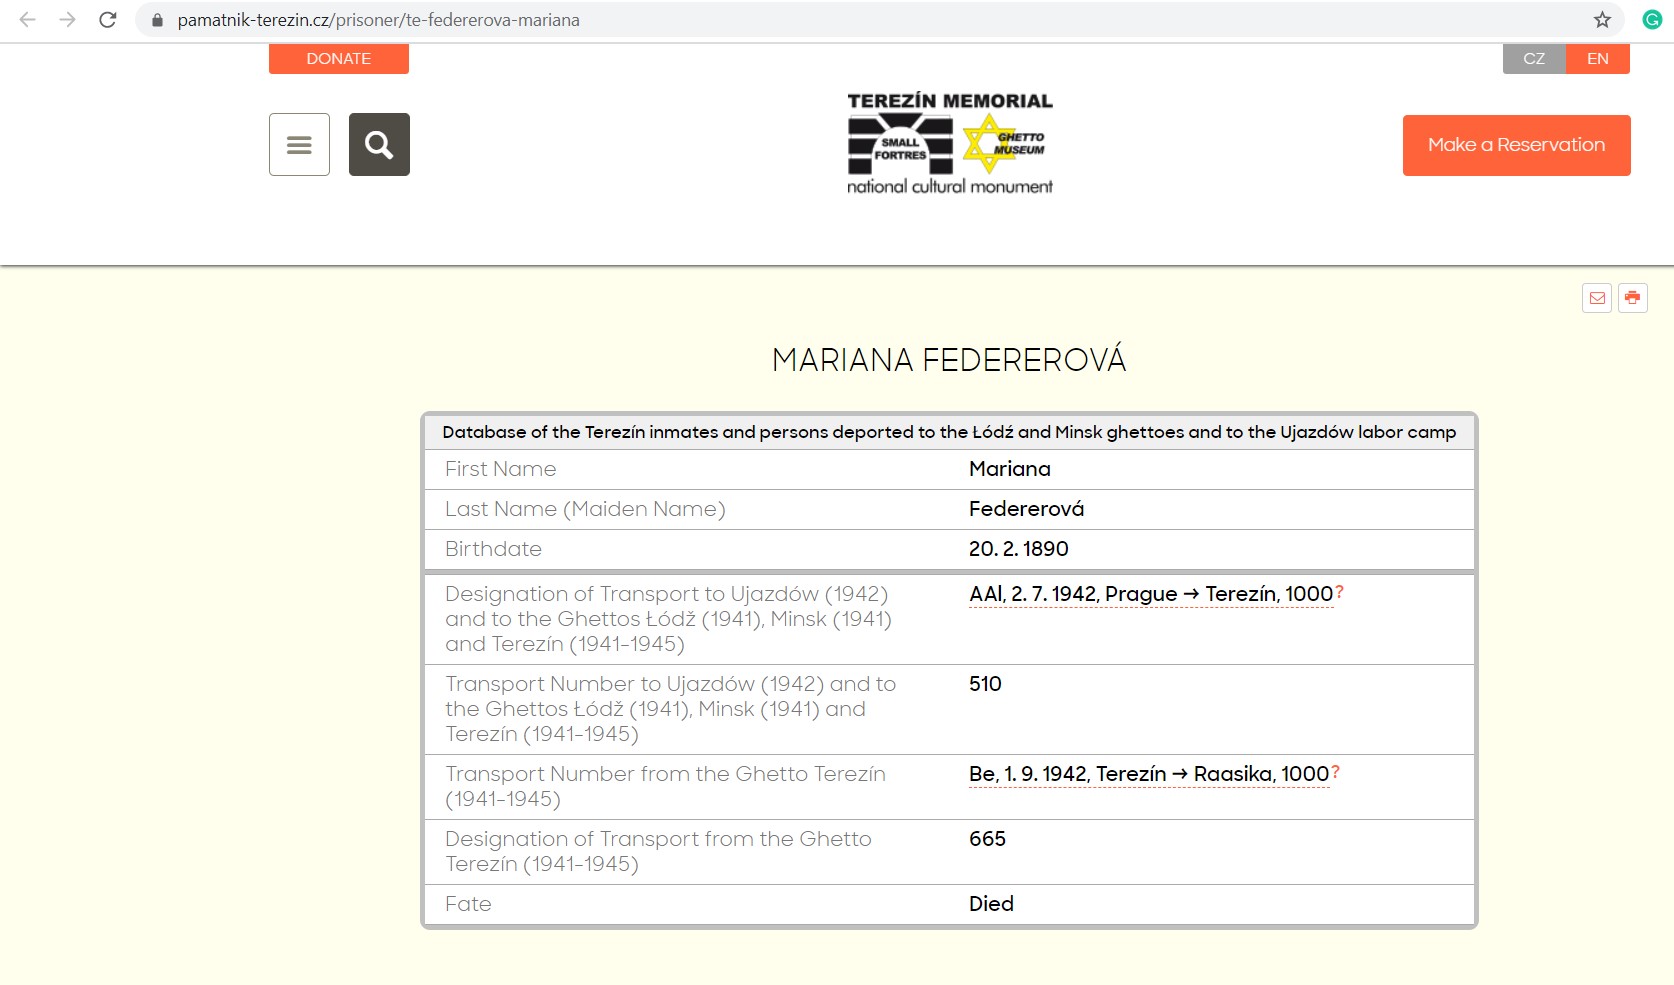 pamatnik-terezin.cz/prisoner/te-federerova-mariana
DONATE
CZ
EN
TEREZÍN MEMORIAL
SMALL
FORTRES
GHETTO
MUSEUM
national cultural monument
Make a Reservation
MARIANA FEDEREROVÁ
Database of the Terezín inmates and persons deported to the Łódź and Minsk ghettoes and to the Ujazdów labor camp
First Name
Mariana
Last Name (Maiden Name)
Federerová
Birthdate
20. 2. 1890
Designation of Transport to Ujazdów (1942)
and to the Ghettos Łódž (1941), Minsk (1941)
and Terezín (1941-1945)
AAl, 2. 7. 1942, Prague → Terezín, 1000?
Transport Number to Ujazdów (1942) and to
the Ghettos Łódž (1941), Minsk (1941) and
Terezín (1941-1945)
510
Transport Number from the Ghetto Terezín
(1941-1945)
Be, 1. 9. 1942, Terezín → Raasika, 1000?
Designation of Transport from the Ghetto
Terezín (1941-1945)
665
Fate
Died